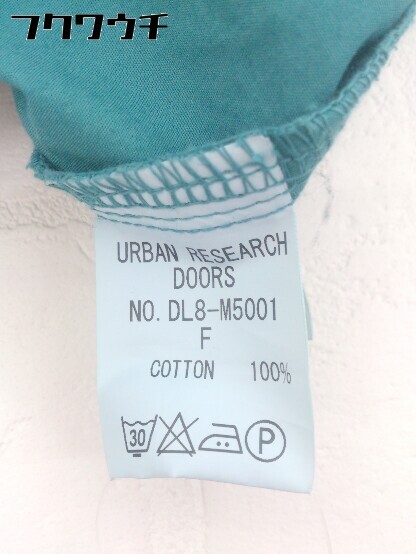 フクワウチ
URBAN RESEARCH
DOORS
NO. DL8-M5001
F
COTTON 100%
30 P